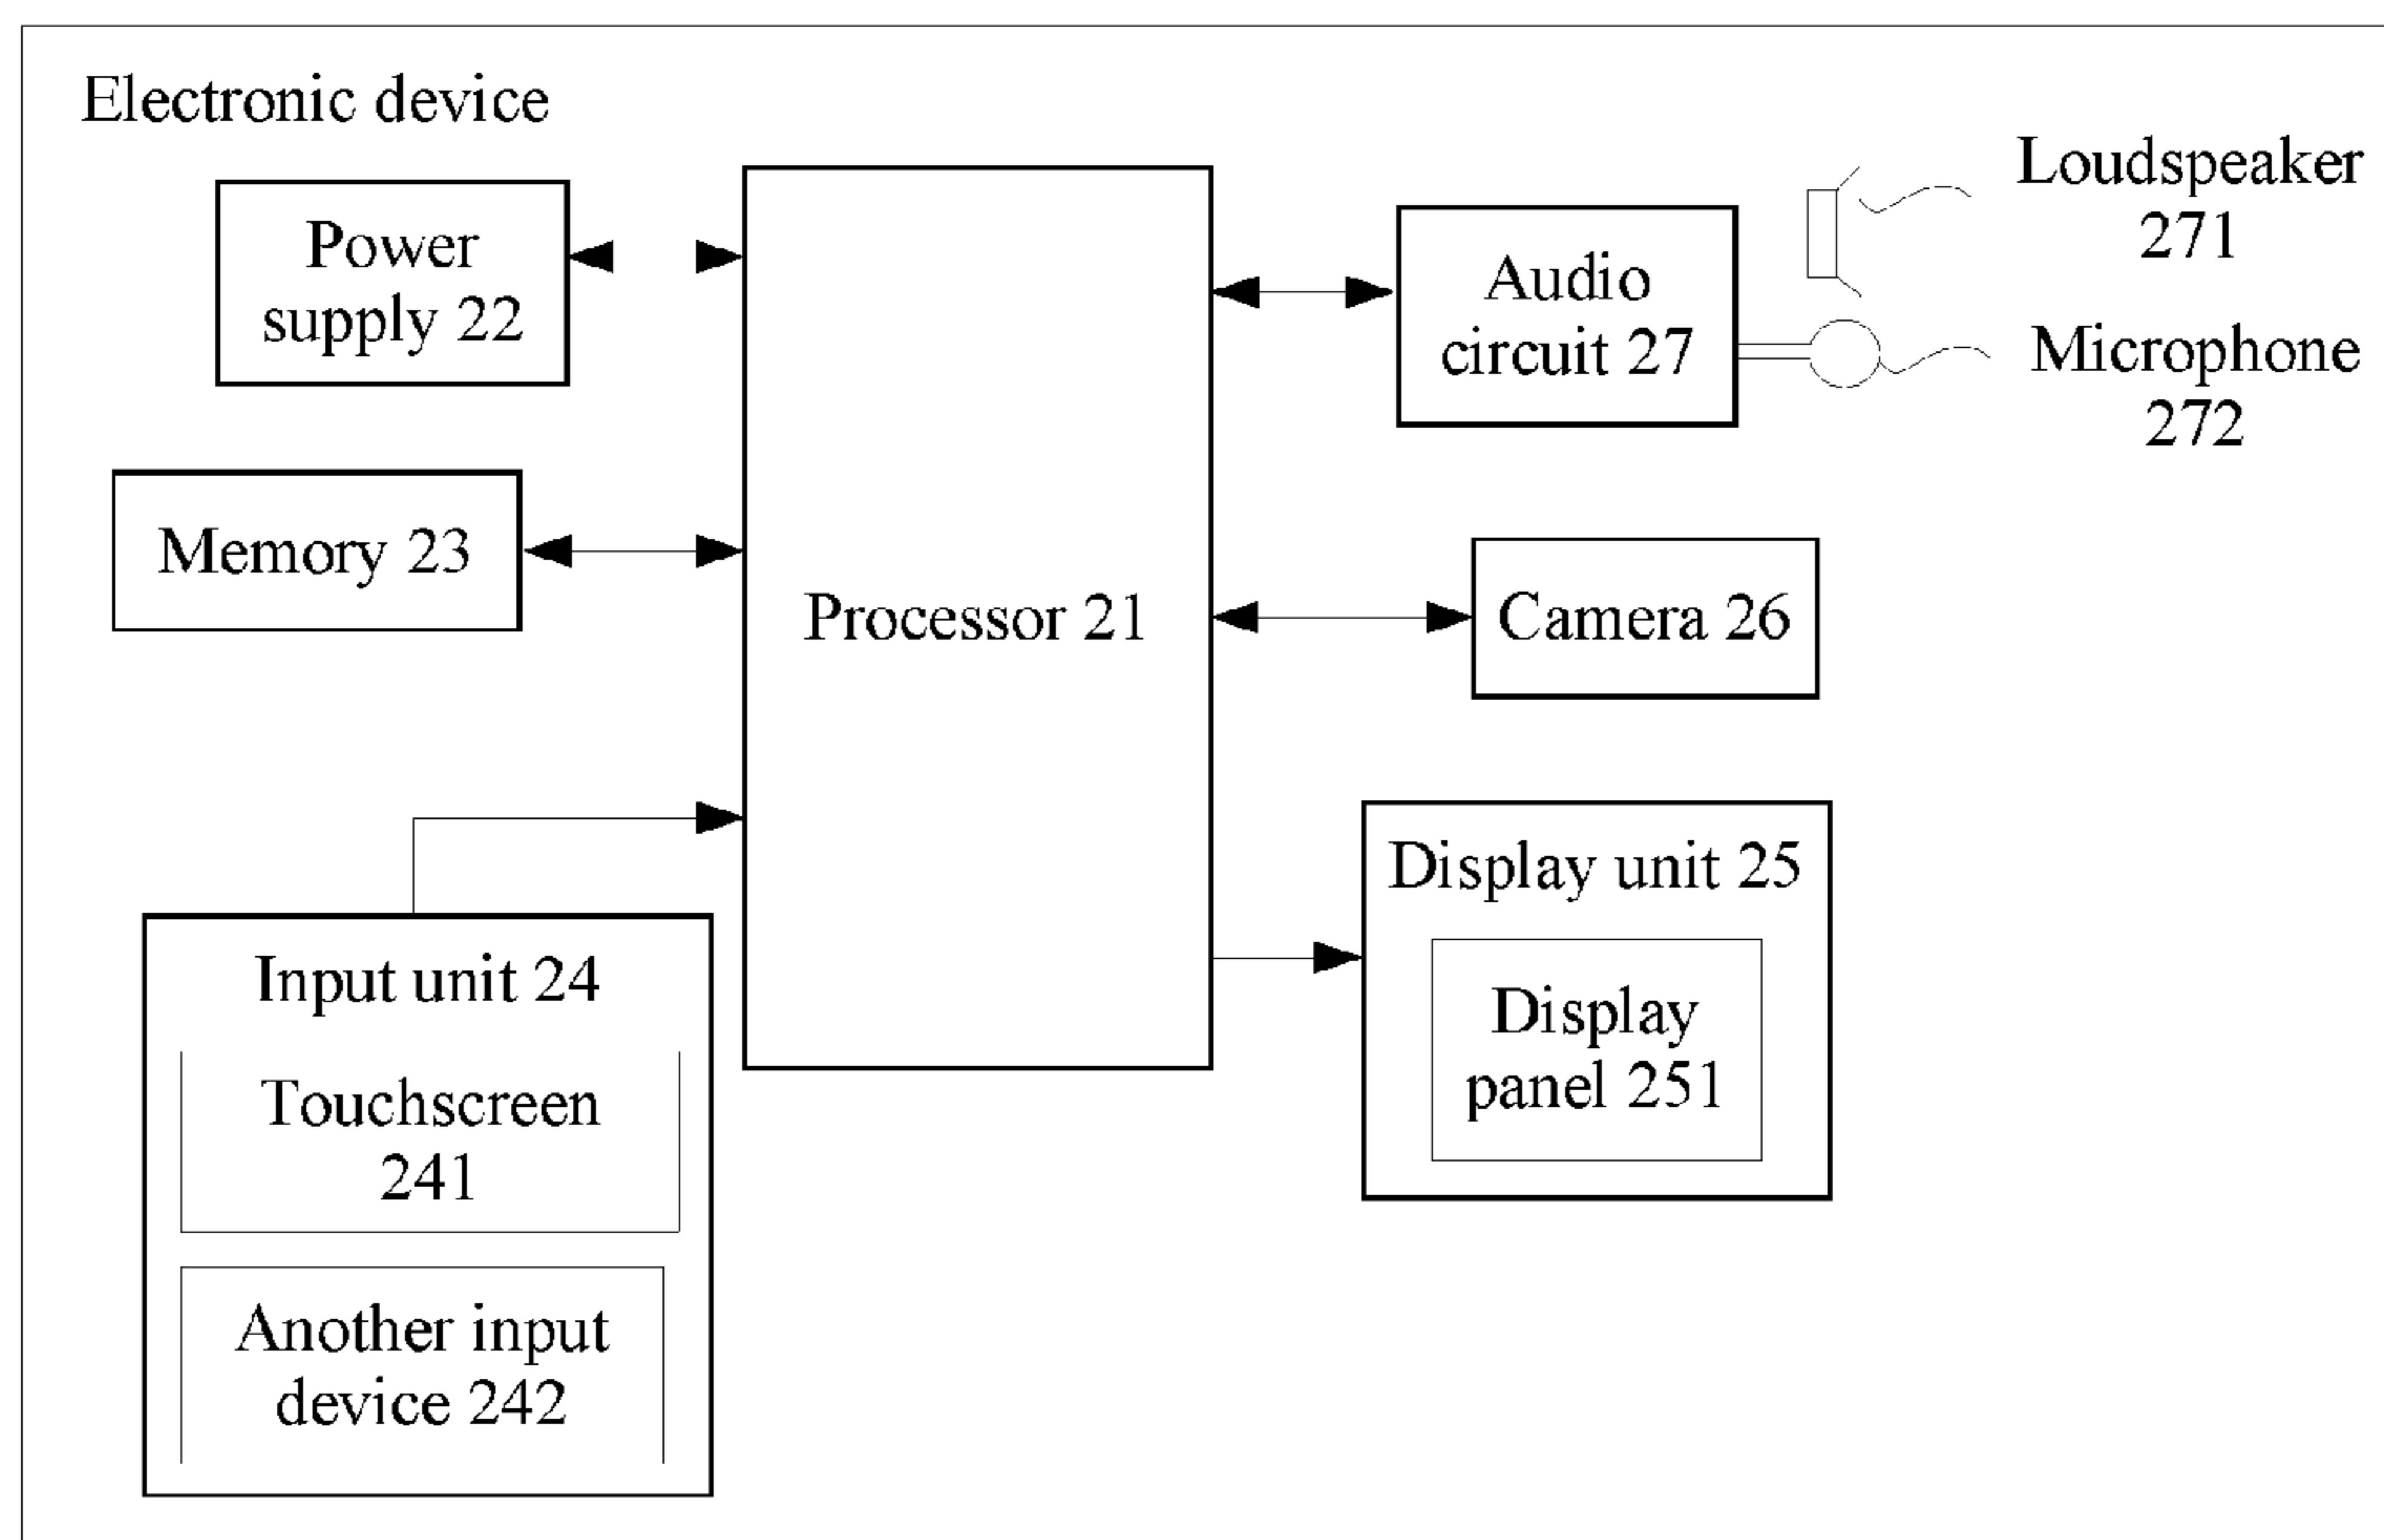 Electronic device
Power
supply 22
Memory 23
Processor 21
Audio
circuit 27
Loudspeaker
271
Microphone
272
Camera 26
Input unit 24
Touchscreen
241
Another input
device 242
Display unit 25
Display
panel 251